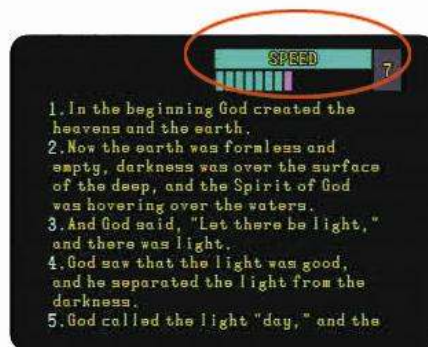 SPEED
7
1.In the beginning God created the
heavens and the earth.
2.Now the earth was formless and
empty, darkness was over the surface
of the deep, and the Spirit of God
was hovering over the waters.
3.And God said, "Let there be light,"
and there was light.
4.God saw that the light was good,
and he separated the light from the
darkness.
5.God called the light "day," and the